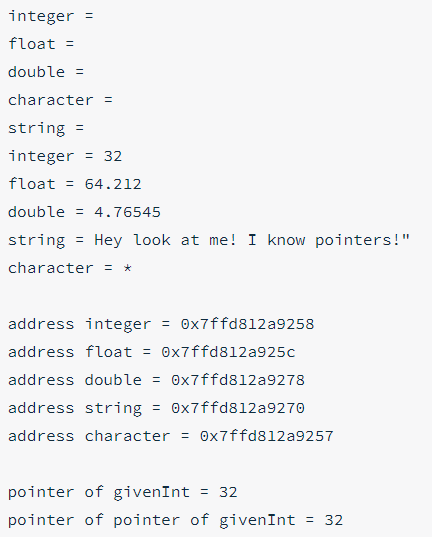 integer =
float =
double =
character =
string =
integer = 32
float = 64.212
double = 4.76545
string = Hey look at me! I know pointers!"
character = *
address integer = 0x7ffd812a9258
address float = 0x7ffd812a925c
address double = 0x7ffd812a9278
address string = 0x7ffd812a9270
address character = 0x7ffd812a9257
pointer of givenInt = 32
pointer of pointer of givenInt = 32